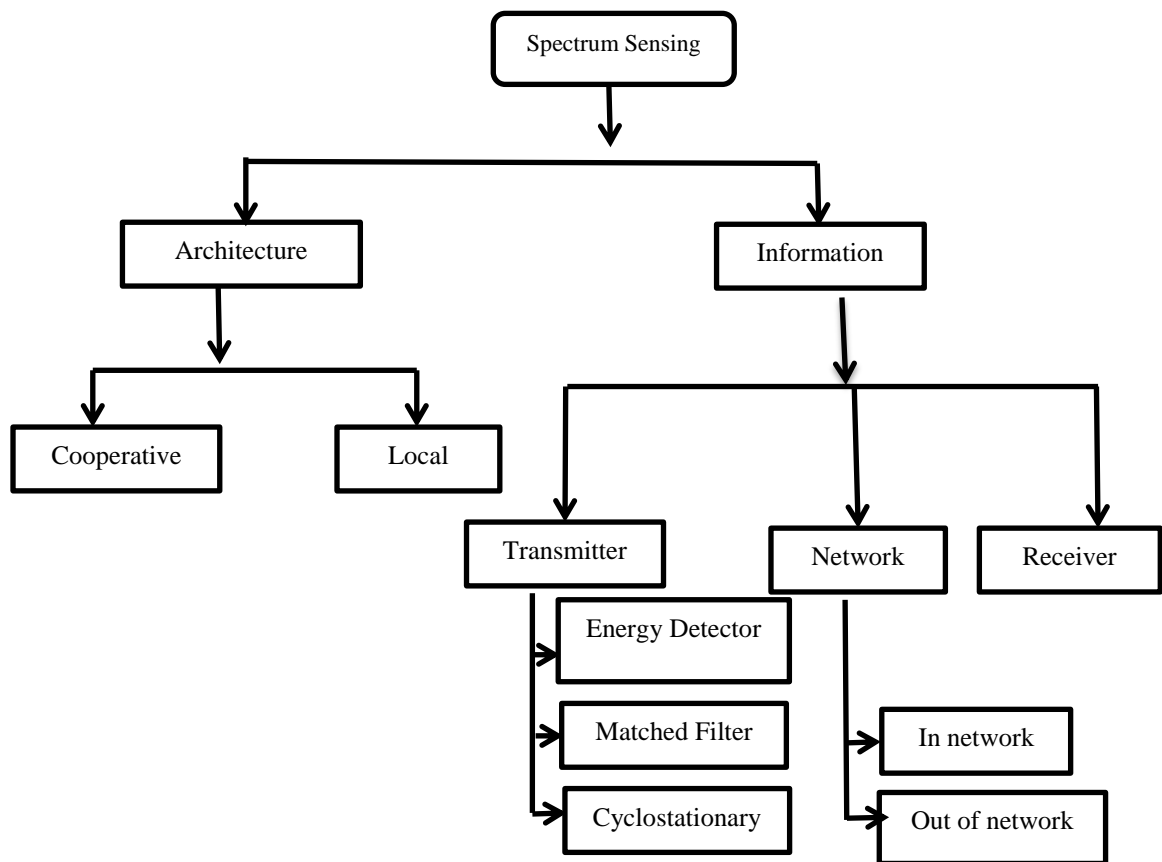 Spectrum Sensing
Architecture
Information
Cooperative
Local
Transmitter
Network
Receiver
Energy Detector
Matched Filter
In network
Cyclostationary
Out of network